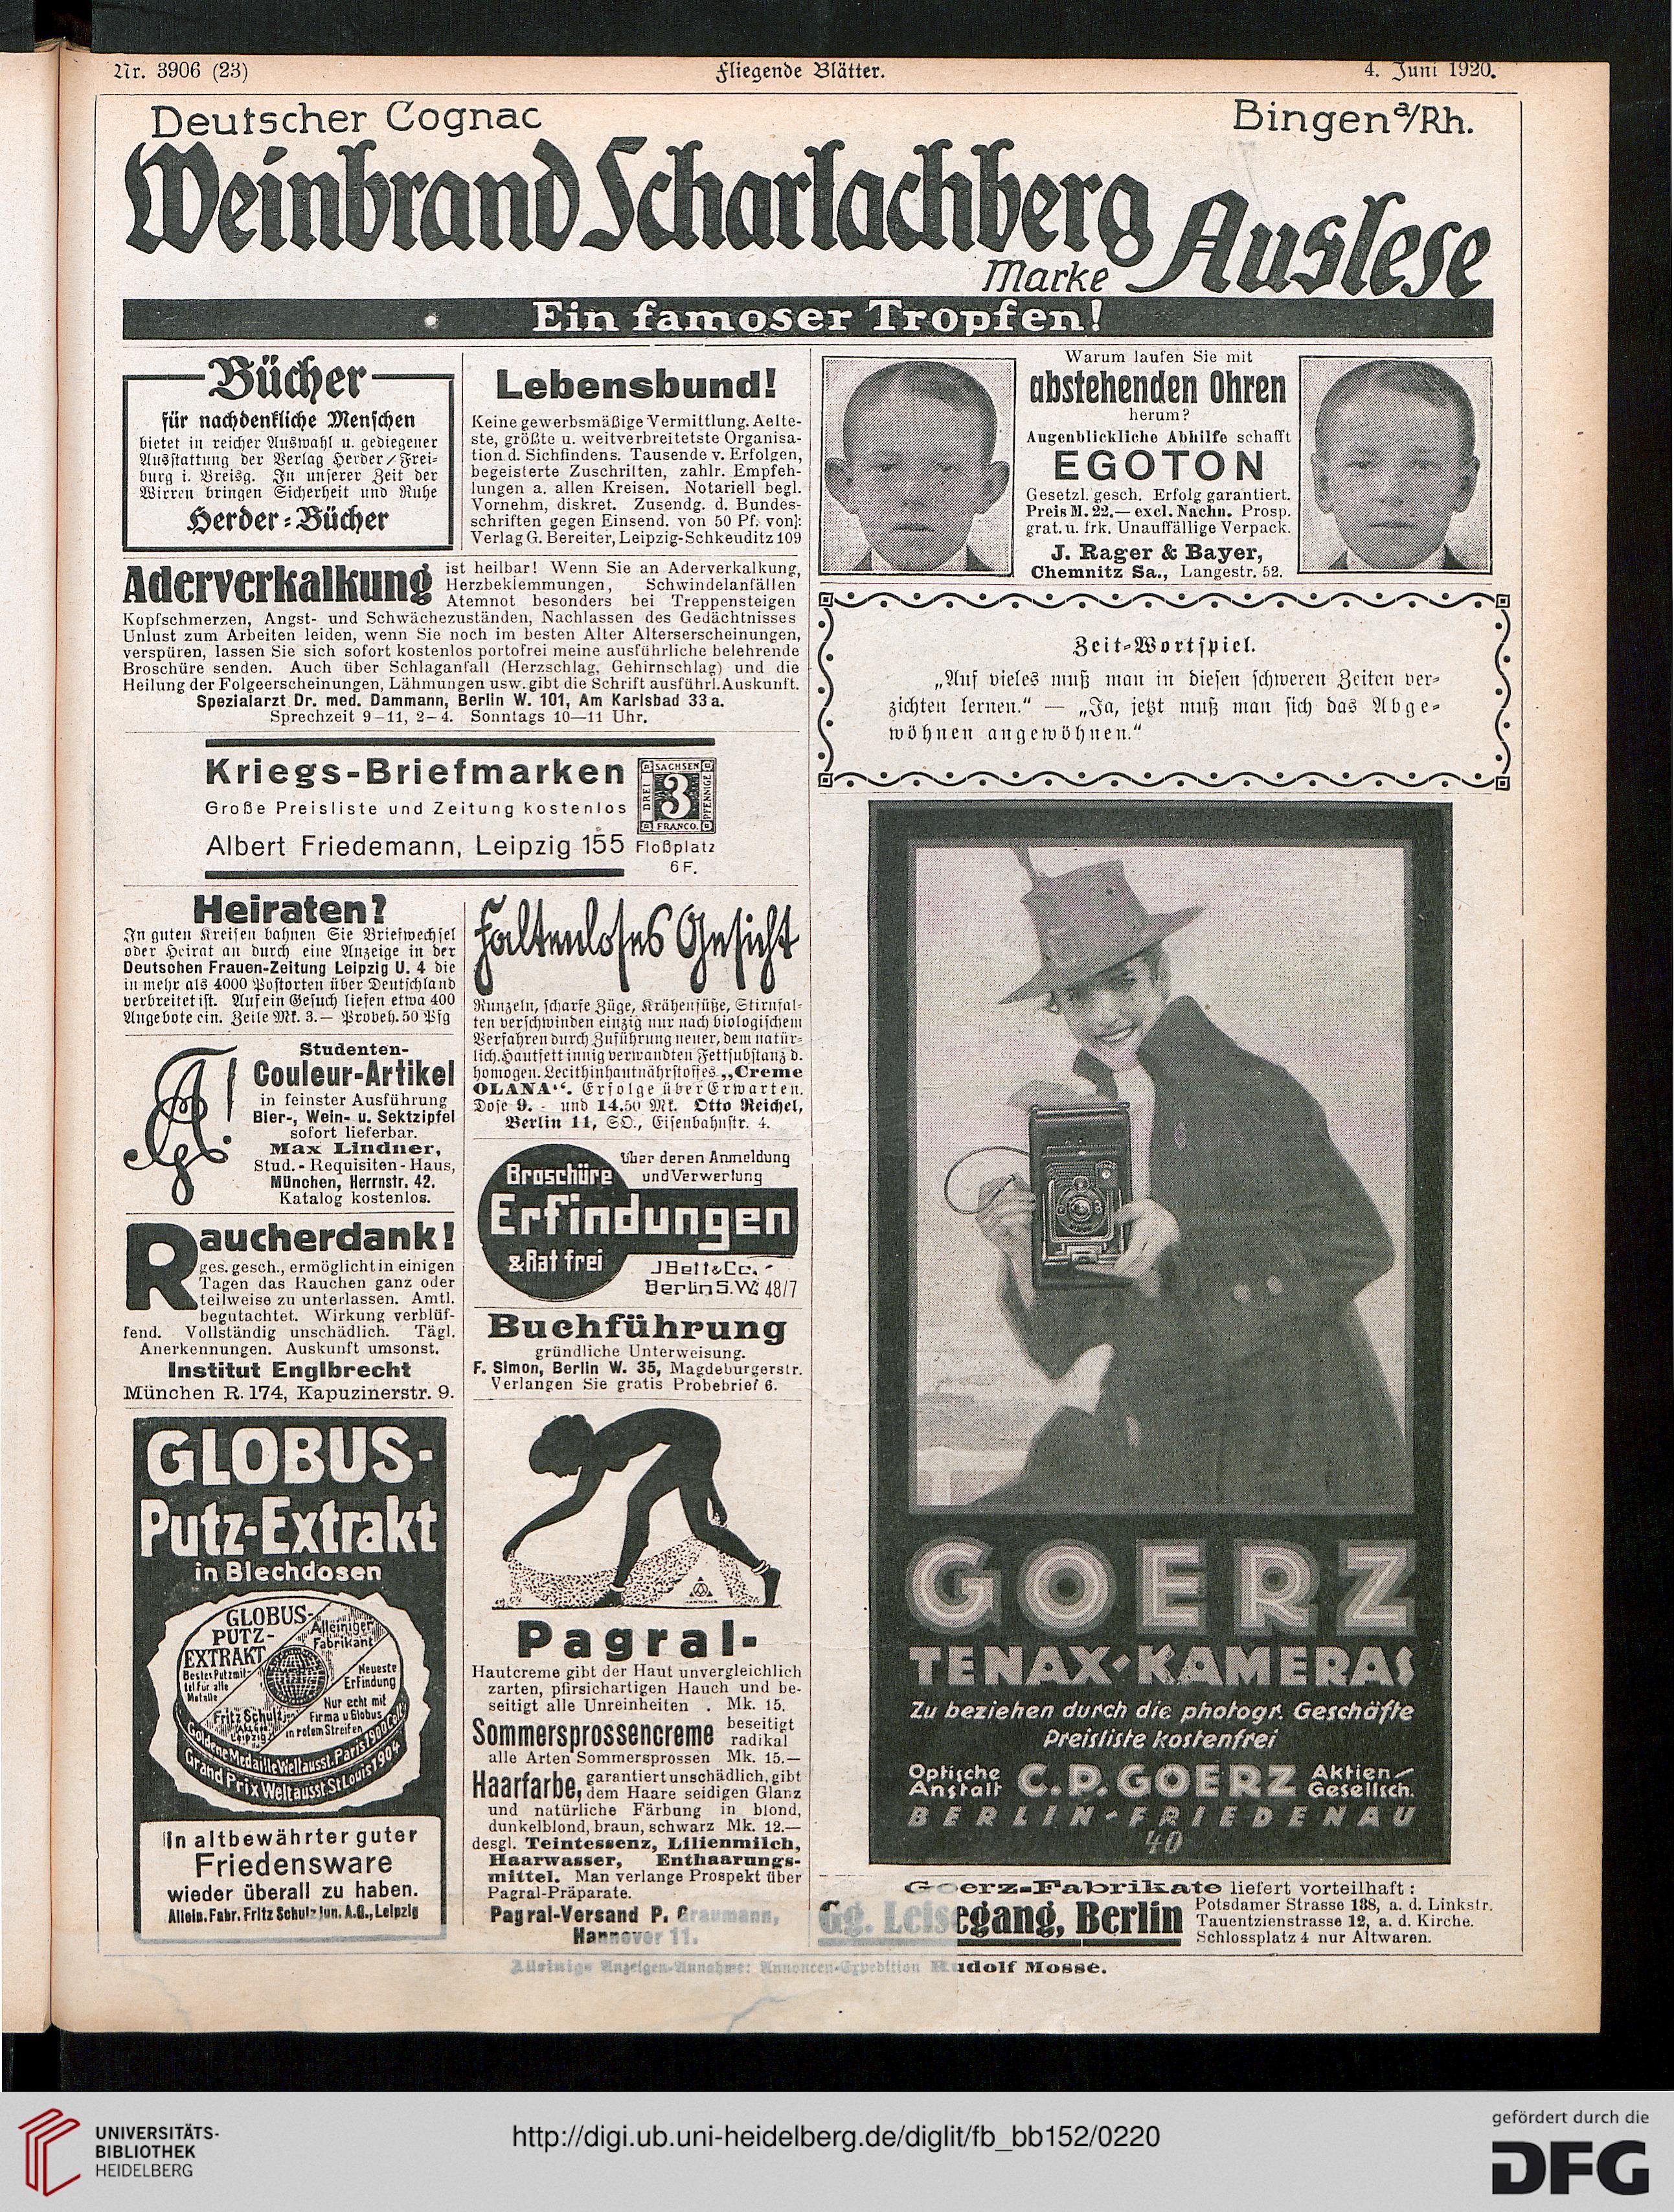 Nr. 3906 (23)
Fliegende Blätter.
4. Juni 1920.
Deutscher Cognac
Bingen a/Rh.
Weinbrand Scharlachberg
Marke
Auslese
Ein famoser Tropfen!
Bücher
für nachdenkliche Menschen
bietet in reicher Auswahl u. gediegener
Ausstattung der Verlag Herder / Frei-
burg i. Breisg. In unserer Zeit der
Wirren bringen Sicherheit und Ruhe
Herder-Bücher
Lebensbund!
Keine gewerbsmäßige Vermittlung. Aelte-
ste, größte u. weitverbreitetste Organisa-
tion d. Sichfindens. Tausende v. Erfolgen,
begeisterte Zuschriften, zahlr. Empfeh-
lungen a. allen Kreisen. Notariell begl.
Vornehm, diskret. Zusendg. d. Bundes-
schriften gegen Einsend. von 50 Pf. von:
Verlag G. Bereiter, Leipzig-Schkeuditz 109
Warum laufen Sie mit
abstehenden Ohren
herum?
Augenblickliche Abhilfe schafft
EGOTON
Gesetzl. gesch. Erfolg garantiert.
Preis M. 22.— excl. Nachn. Prosp.
grat. u. frk. Unauffällige Verpack.
J. Rager & Bayer,
Chemnitz Sa., Langestr. 52.
Aderverkalkung
ist heilbar! Wenn Sie an Aderverkalkung,
Herzbeklemmungen, Schwindelanfällen
Atemnot besonders bei Treppensteigen
Kopfschmerzen, Angst- und Schwächezuständen, Nachlassen des Gedächtnisses
Unlust zum Arbeiten leiden, wenn Sie noch im besten Alter Alterserscheinungen,
verspüren, lassen Sie sich sofort kostenlos portofrei meine ausführliche belehrende
Broschüre senden. Auch über Schlaganfall (Herzschlag, Gehirnschlag) und die
Heilung der Folgeerscheinungen, Lähmungen usw. gibt die Schrift ausführl. Auskunft.
Spezialarzt Dr. med. Dammann, Berlin W. 101, Am Karlsbad 33a.
Sprechzeit 9–11, 2–4. Sonntags 10—11 Uhr.
Zeit-Wortspiel.
„Auf vieles muß man in diesen schweren Zeiten ver-
zichten lernen.“ — „Ja, jetzt muß man sich das Abge-
wöhnen angewöhnen.“
Kriegs-Briefmarken
Große Preisliste und Zeitung kostenlos
Albert Friedemann, Leipzig 155
SACHSEN
DREI
3
PFENNIGE
FRANCO.
Floßplatz
6 F.
Heiraten?
In guten Kreisen bahnen Sie Briefwechsel
oder Heirat an durch eine Anzeige in der
Deutschen Frauen-Zeitung Leipzig U. 4 die
in mehr als 4000 Postorten über Deutschland
verbreitet ist. Auf ein Gesuch liefen etwa 400
Angebote ein. Zeile Mk. 3.— Probeh. 50 Pfg
Faltenloses Gesicht
Runzeln, scharfe Züge, Krähenfüße, Stirnfal-
ten verschwinden einzig nur nach biologischem
Verfahren durch Zuführung neuer, dem natür-
lich. Hautfett innig verwandten Fettsubstanz d.
homogen. Lecithinhautnährstoffes „Creme
OLANA“. Erfolge über Erwarten.
Dose 9.- und 14.50 Mk. Otto Reichel,
Berlin 11, SO., Eisenbahnstr. 4.
Studenten-
Couleur-Artikel
in feinster Ausführung
Bier-, Wein- u. Sektzipfel
sofort lieferbar.
Max Lindner,
Stud.-Requisiten-Haus,
München, Herrnstr. 42.
Katalog kostenlos.
Broschüre
über deren Anmeldung
und Verwertung
Erfindungen
& Rat frei
J Bett & Co.
Berlin S.W. 48/7
Raucherdank!
ges. gesch., ermöglicht in einigen
Tagen das Rauchen ganz oder
teilweise zu unterlassen. Amtl.
begutachtet. Wirkung verblüf-
fend. Vollständig unschädlich. Tägl.
Anerkennungen. Auskunft umsonst.
Institut Englbrecht
München R. 174, Kapuzinerstr. 9.
Buchführung
gründliche Unterweisung.
F. Simon, Berlin W. 35, Magdeburgerstr.
Verlangen Sie gratis Probebrief 6.
GLOBUS-
Putz-Extrakt
in Blechdosen
GLOBUS-
PUTZ-
EXTRAKT
Bestes Putzmit-
tel für alle
Metalle
Alleiniger
Fabrikant
Neueste
Erfindung
Nur echt mit
Firma u Globus
in rotem Streifen
Fritz Schulz jun
Leipzig
Goldene Medaille Weltausst. Paris 1900
Grand Prix Weltausst. St Louis 1904
In altbewährter guter
Friedensware
wieder überall zu haben.
Allein. Fabr. Fritz Schulz jun. A.G., Leipzig
Pagral-
Hautcreme gibt der Haut unvergleichlich
zarten, pfirsichartigen Hauch und be-
seitigt alle Unreinheiten . Mk. 15.
Sommersprossencreme beseitigt
radikal
alle Arten Sommersprossen Mk. 15.—
Haarfarbe, garantiert unschädlich, gibt
dem Haare seidigen Glanz
und natürliche Färbung in blond,
dunkelblond, braun, schwarz Mk. 12.—
desgl. Teintessenz, Lilienmilch,
Haarwasser, Enthaarungs-
mittel. Man verlange Prospekt über
Pagral-Präparate.
Pagral-Versand P. Graumann,
Hannover 11.
GOERZ
TENAX-KAMERAS
Zu beziehen durch die photogr. Geschäfte
Preisliste kostenfrei
Optische
Anstalt
C. P. GOERZ
Aktien-
Gesellsch.
BERLIN-FRIEDENAU
40
Goerz-Fabrikate liefert vorteilhaft:
Gg. Leisegang, Berlin
Potsdamer Strasse 138, a. d. Linkstr.
Tauentzienstrasse 12, a. d. Kirche.
Schlossplatz 4 nur Altwaren.
Alleinige Anzeigen-Annahme: Annoncen-Expedition Rudolf Mosse.
UNIVERSITÄTS-
BIBLIOTHEK
HEIDELBERG
http://digi.ub.uni-heidelberg.de/diglit/fb_bb152/0220
gefördert durch die
DFG